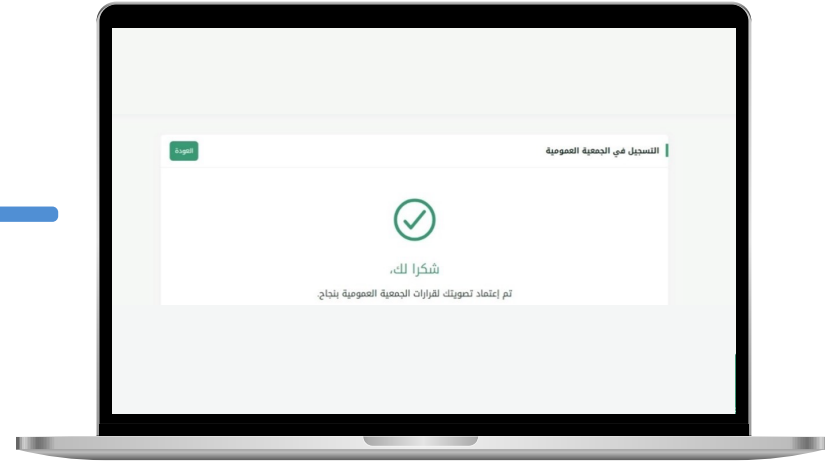 التسجيل في الجمعية العمومية
العودة
شكرا لك،
تم إعتماد تصويتك لقرارات الجمعية العمومية بنجاح.